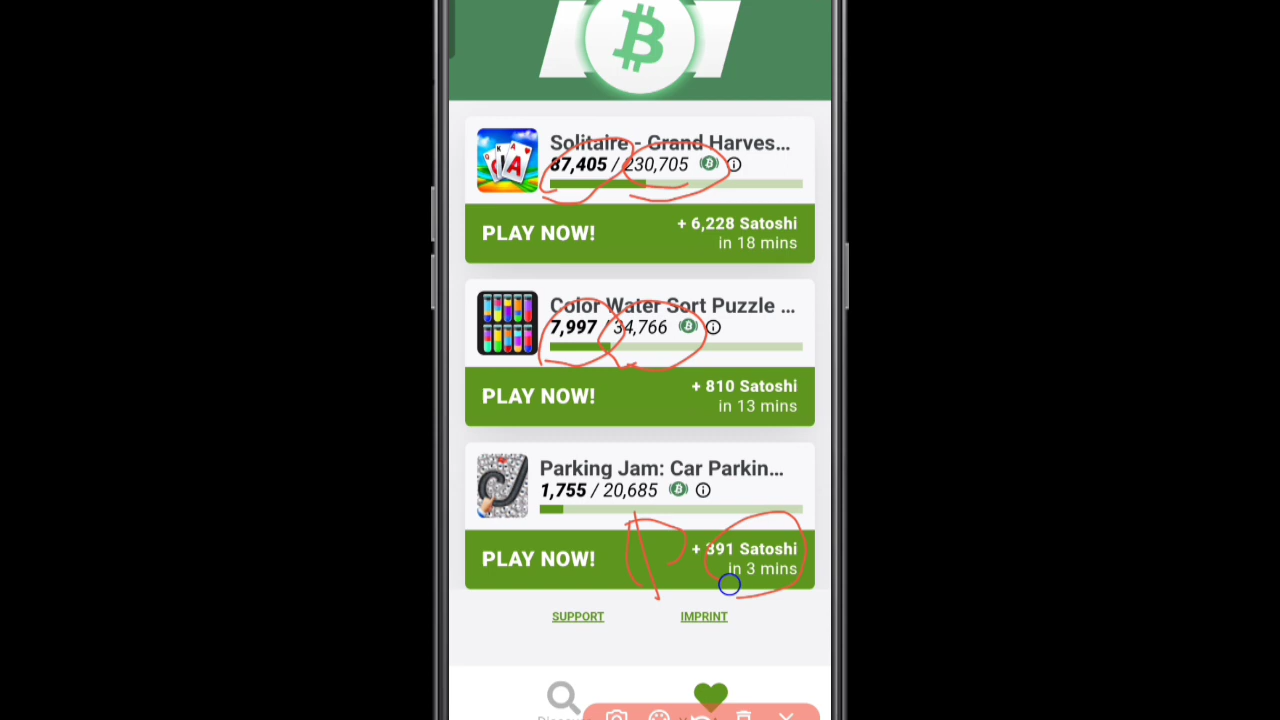 Solitaire - Grand Harves...
87,405 / 230,705
PLAY NOW!
+ 6,228 Satoshi
in 18 mins
Color Water Sort Puzzle ...
7,997 / 34,766
PLAY NOW!
+ 810 Satoshi
in 13 mins
Parking Jam: Car Parkin...
1,755 / 20,685
PLAY NOW!
+ 391 Satoshi
in 3 mins
SUPPORT
IMPRINT